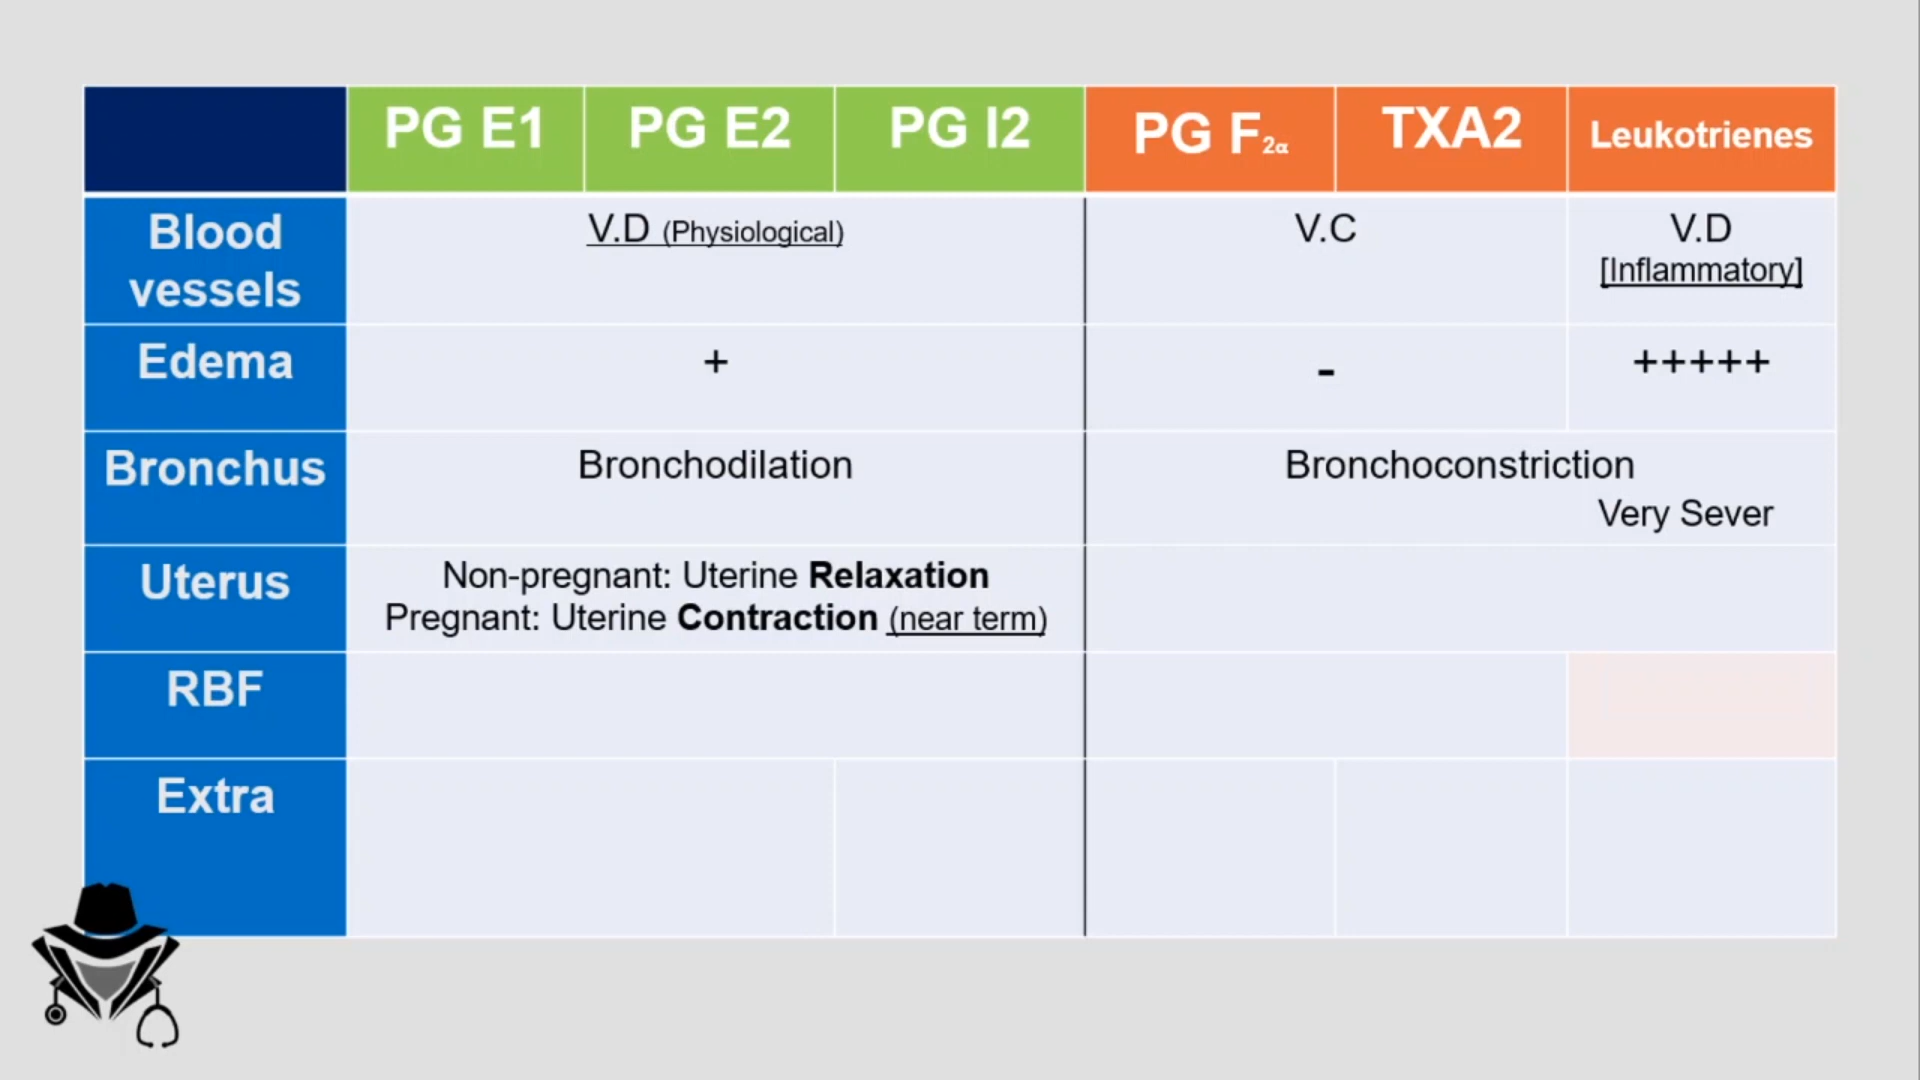 PG E1 PG E2 PG I2 PG F2α TXA2 Leukotrienes
Blood vessels
V.D (Physiological)
V.C
V.D
[Inflammatory]
Edema
+
-
+++++
Bronchus
Bronchodilation
Bronchoconstriction
Very Sever
Uterus
Non-pregnant: Uterine Relaxation
Pregnant: Uterine Contraction (near term)
RBF
Extra